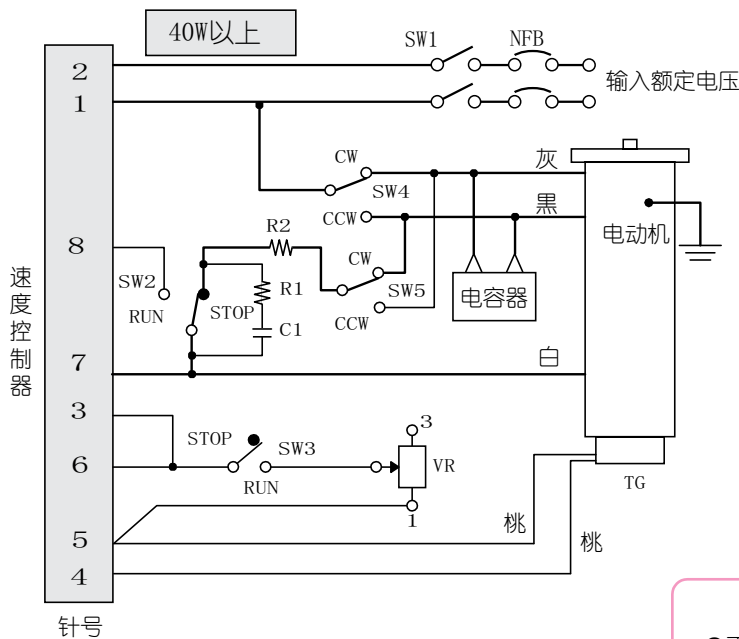 40W以上
SW1
NFB
2
输入额定电压
1
CW
灰
SW4
CCW
黑
R2
8
电动机
CW
SW2
R1
SW5
电容器
RUN
STOP
CCW
C1
速度控制器
7
白
3
3
STOP
SW3
6
VR
RUN
TG
1
桃
5
桃
4
针号